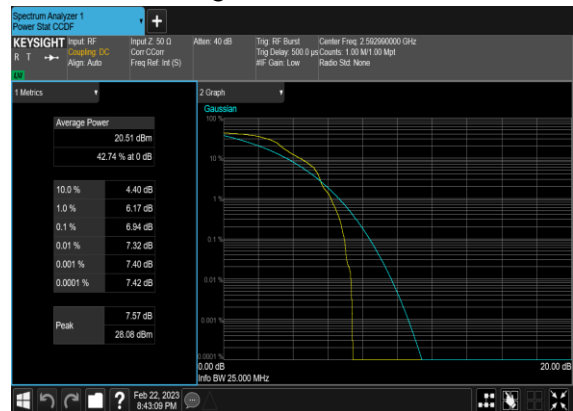 Spectrum Analyzer 1
Power Stat CCDF
+
KEYSIGHT Input: RF Input Z: 50 Ω Atten: 40 dB Trig: RF Burst Center Freq: 2.592990000 GHz
R T Coupling: DC Corr CCorr Trig Delay: 500.0 µs Counts: 1.00 M/1.00 Mpt
Align: Auto Freq Ref: Int (S) #IF Gain: Low Radio Std: None
LW
1 Metrics
2 Graph
Average Power
20.51 dBm
42.74 % at 0 dB
10.0 % 4.40 dB
1.0 % 6.17 dB
0.1 % 6.94 dB
0.01 % 7.32 dB
0.001 % 7.40 dB
0.0001 % 7.42 dB
Peak 7.57 dB
28.08 dBm
Gaussian
100 %
10 %
1 %
0.1 %
0.01 %
0.001 %
0.0001 %
0.00 dB 20.00 dB
Info BW 25.000 MHz
? Feb 22, 2023
8:43:09 PM